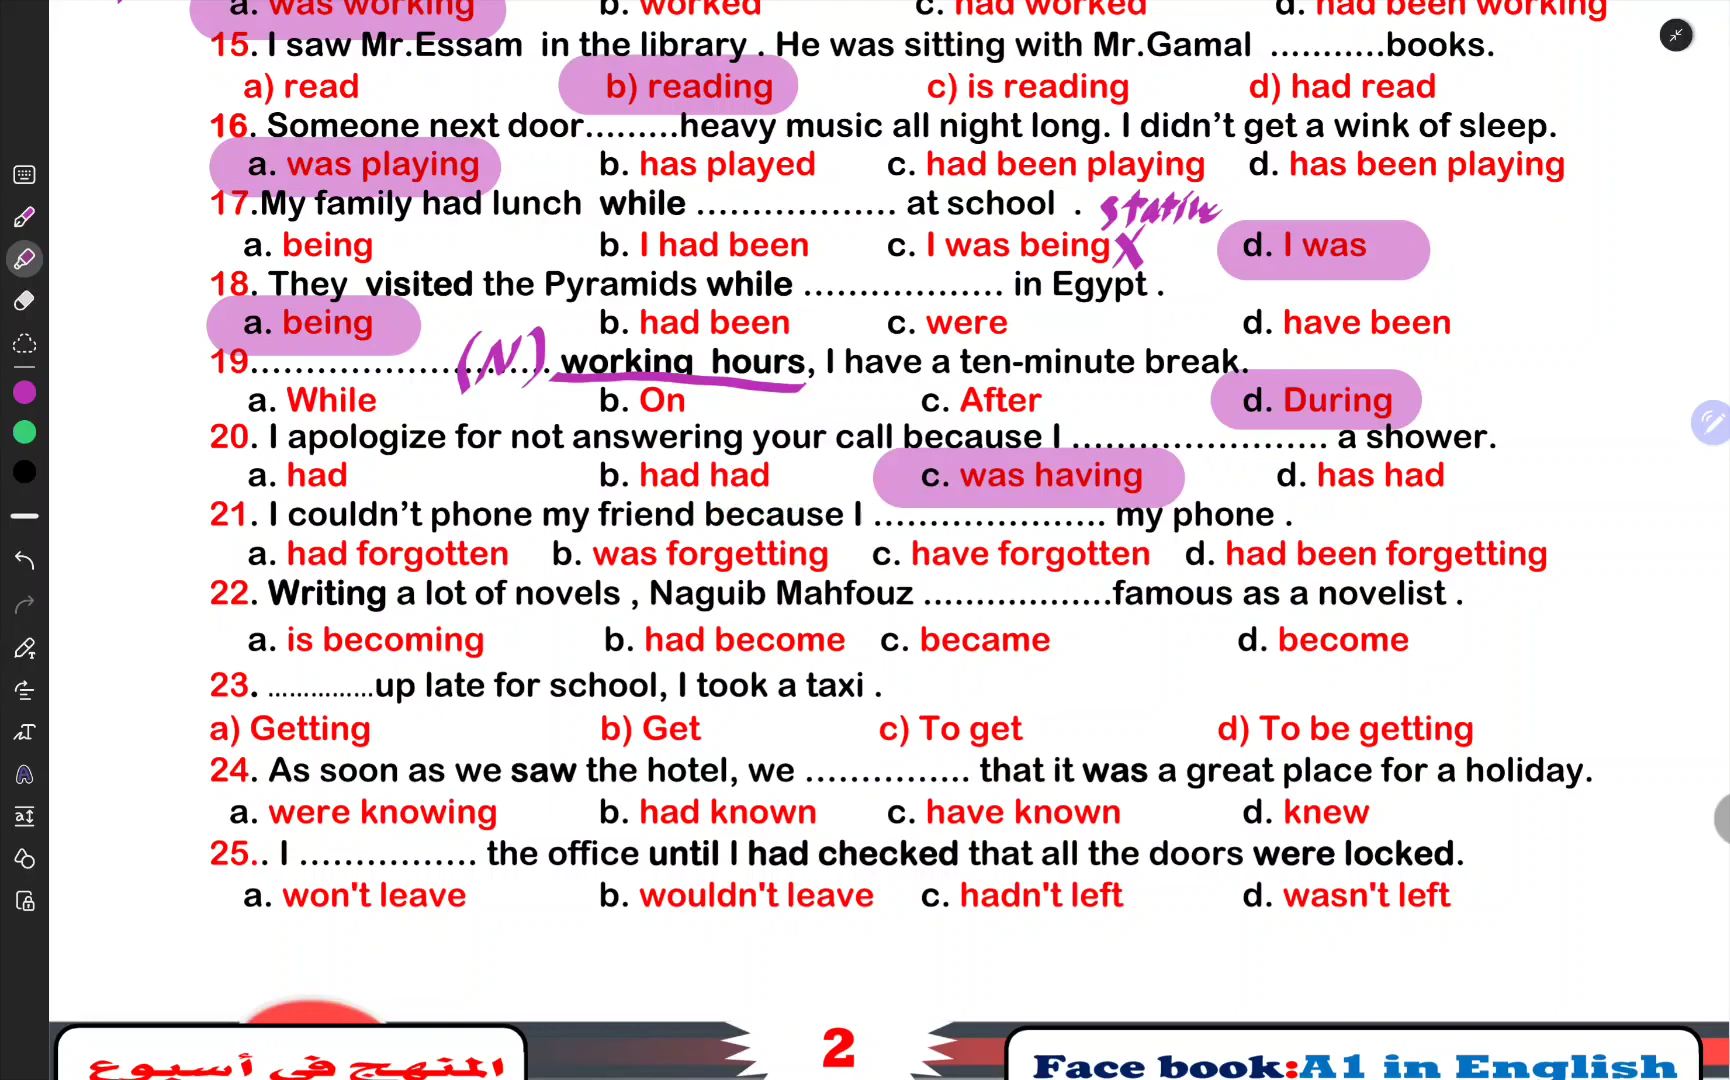 a. was working b. worked c. had worked d. had been working
15. I saw Mr.Essam in the library . He was sitting with Mr.Gamal ...........books.
a) read b) reading c) is reading d) had read
16. Someone next door.........heavy music all night long. I didn't get a wink of sleep.
a. was playing b. has played c. had been playing d. has been playing
17.My family had lunch while ................... at school . stative
a. being b. I had been c. I was being X d. I was
18. They visited the Pyramids while ................... in Egypt .
a. being b. had been c. were d. have been
19............................. (N) working hours, I have a ten-minute break.
a. While b. On c. After d. During
20. I apologize for not answering your call because I ........................ a shower.
a. had b. had had c. was having d. has had
21. I couldn't phone my friend because I ...................... my phone .
a. had forgotten b. was forgetting c. have forgotten d. had been forgetting
22. Writing a lot of novels , Naguib Mahfouz ..................famous as a novelist .
a. is becoming b. had become c. became d. become
23. ...............up late for school, I took a taxi .
a) Getting b) Get c) To get d) To be getting
24. As soon as we saw the hotel, we ................ that it was a great place for a holiday.
a. were knowing b. had known c. have known d. knew
25.. I ................. the office until I had checked that all the doors were locked.
a. won't leave b. wouldn't leave c. hadn't left d. wasn't left
المنهج في أسبوع 2 Face book:A1 in English